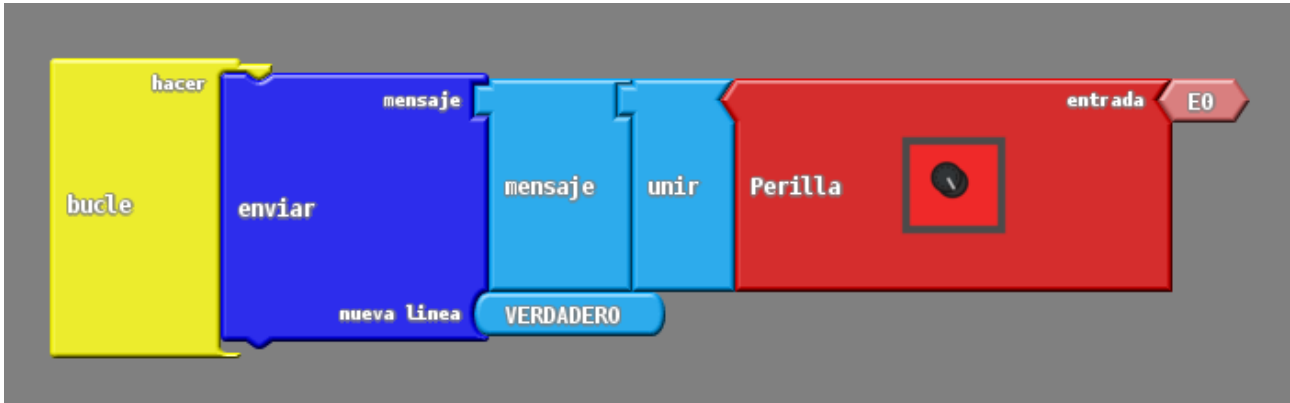 hacer
mensaje
entrada
E0
bucle
enviar
mensaje
unir
Perilla
nueva linea
VERDADERO